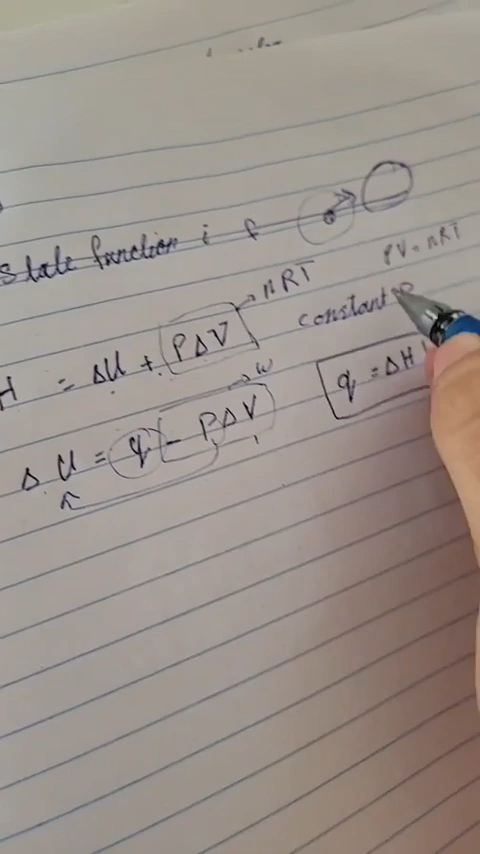 State function i f
PV = nRT
nRT
H = ΔU + PΔV
constant P
w
q = ΔH
ΔU = q - PΔV